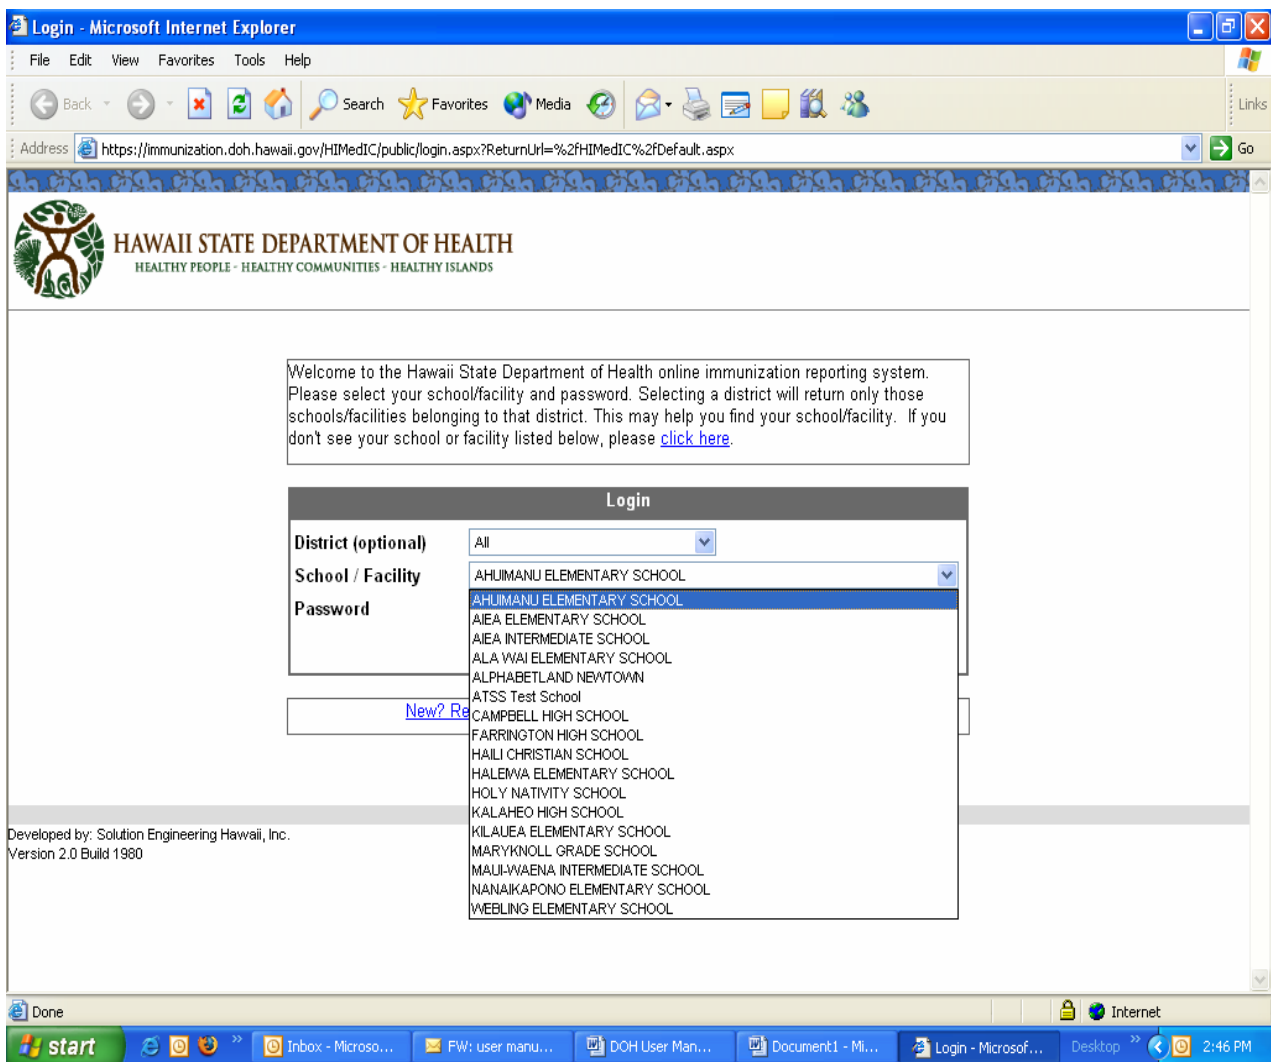 Login - Microsoft Internet Explorer
File Edit View Favorites Tools Help
Back Search Favorites Media Links
Address https://immunization.doh.hawaii.gov/HIMedIC/public/login.aspx?ReturnUrl=%2fHIMedIC%2fDefault.aspx Go
HAWAII STATE DEPARTMENT OF HEALTH
HEALTHY PEOPLE - HEALTHY COMMUNITIES - HEALTHY ISLANDS
Welcome to the Hawaii State Department of Health online immunization reporting system.
Please select your school/facility and password. Selecting a district will return only those
schools/facilities belonging to that district. This may help you find your school/facility. If you
don't see your school or facility listed below, please click here.
Login
District (optional) All
School / Facility AHUIMANU ELEMENTARY SCHOOL
Password
AHUIMANU ELEMENTARY SCHOOL
AIEA ELEMENTARY SCHOOL
AIEA INTERMEDIATE SCHOOL
ALA WAI ELEMENTARY SCHOOL
ALPHABETLAND NEWTOWN
ATSS Test School
CAMPBELL HIGH SCHOOL
FARRINGTON HIGH SCHOOL
HAILI CHRISTIAN SCHOOL
HALEIWA ELEMENTARY SCHOOL
HOLY NATIVITY SCHOOL
KALAHEO HIGH SCHOOL
KILAUEA ELEMENTARY SCHOOL
MARYKNOLL GRADE SCHOOL
MAUI-WAENA INTERMEDIATE SCHOOL
NANAIKAPONO ELEMENTARY SCHOOL
WEBLING ELEMENTARY SCHOOL
New? Re
Developed by: Solution Engineering Hawaii, Inc.
Version 2.0 Build 1980
Done Internet
start Inbox - Microso... FW: user manu... DOH User Man... Document1 - Mi... Login - Microsof... Desktop 2:46 PM